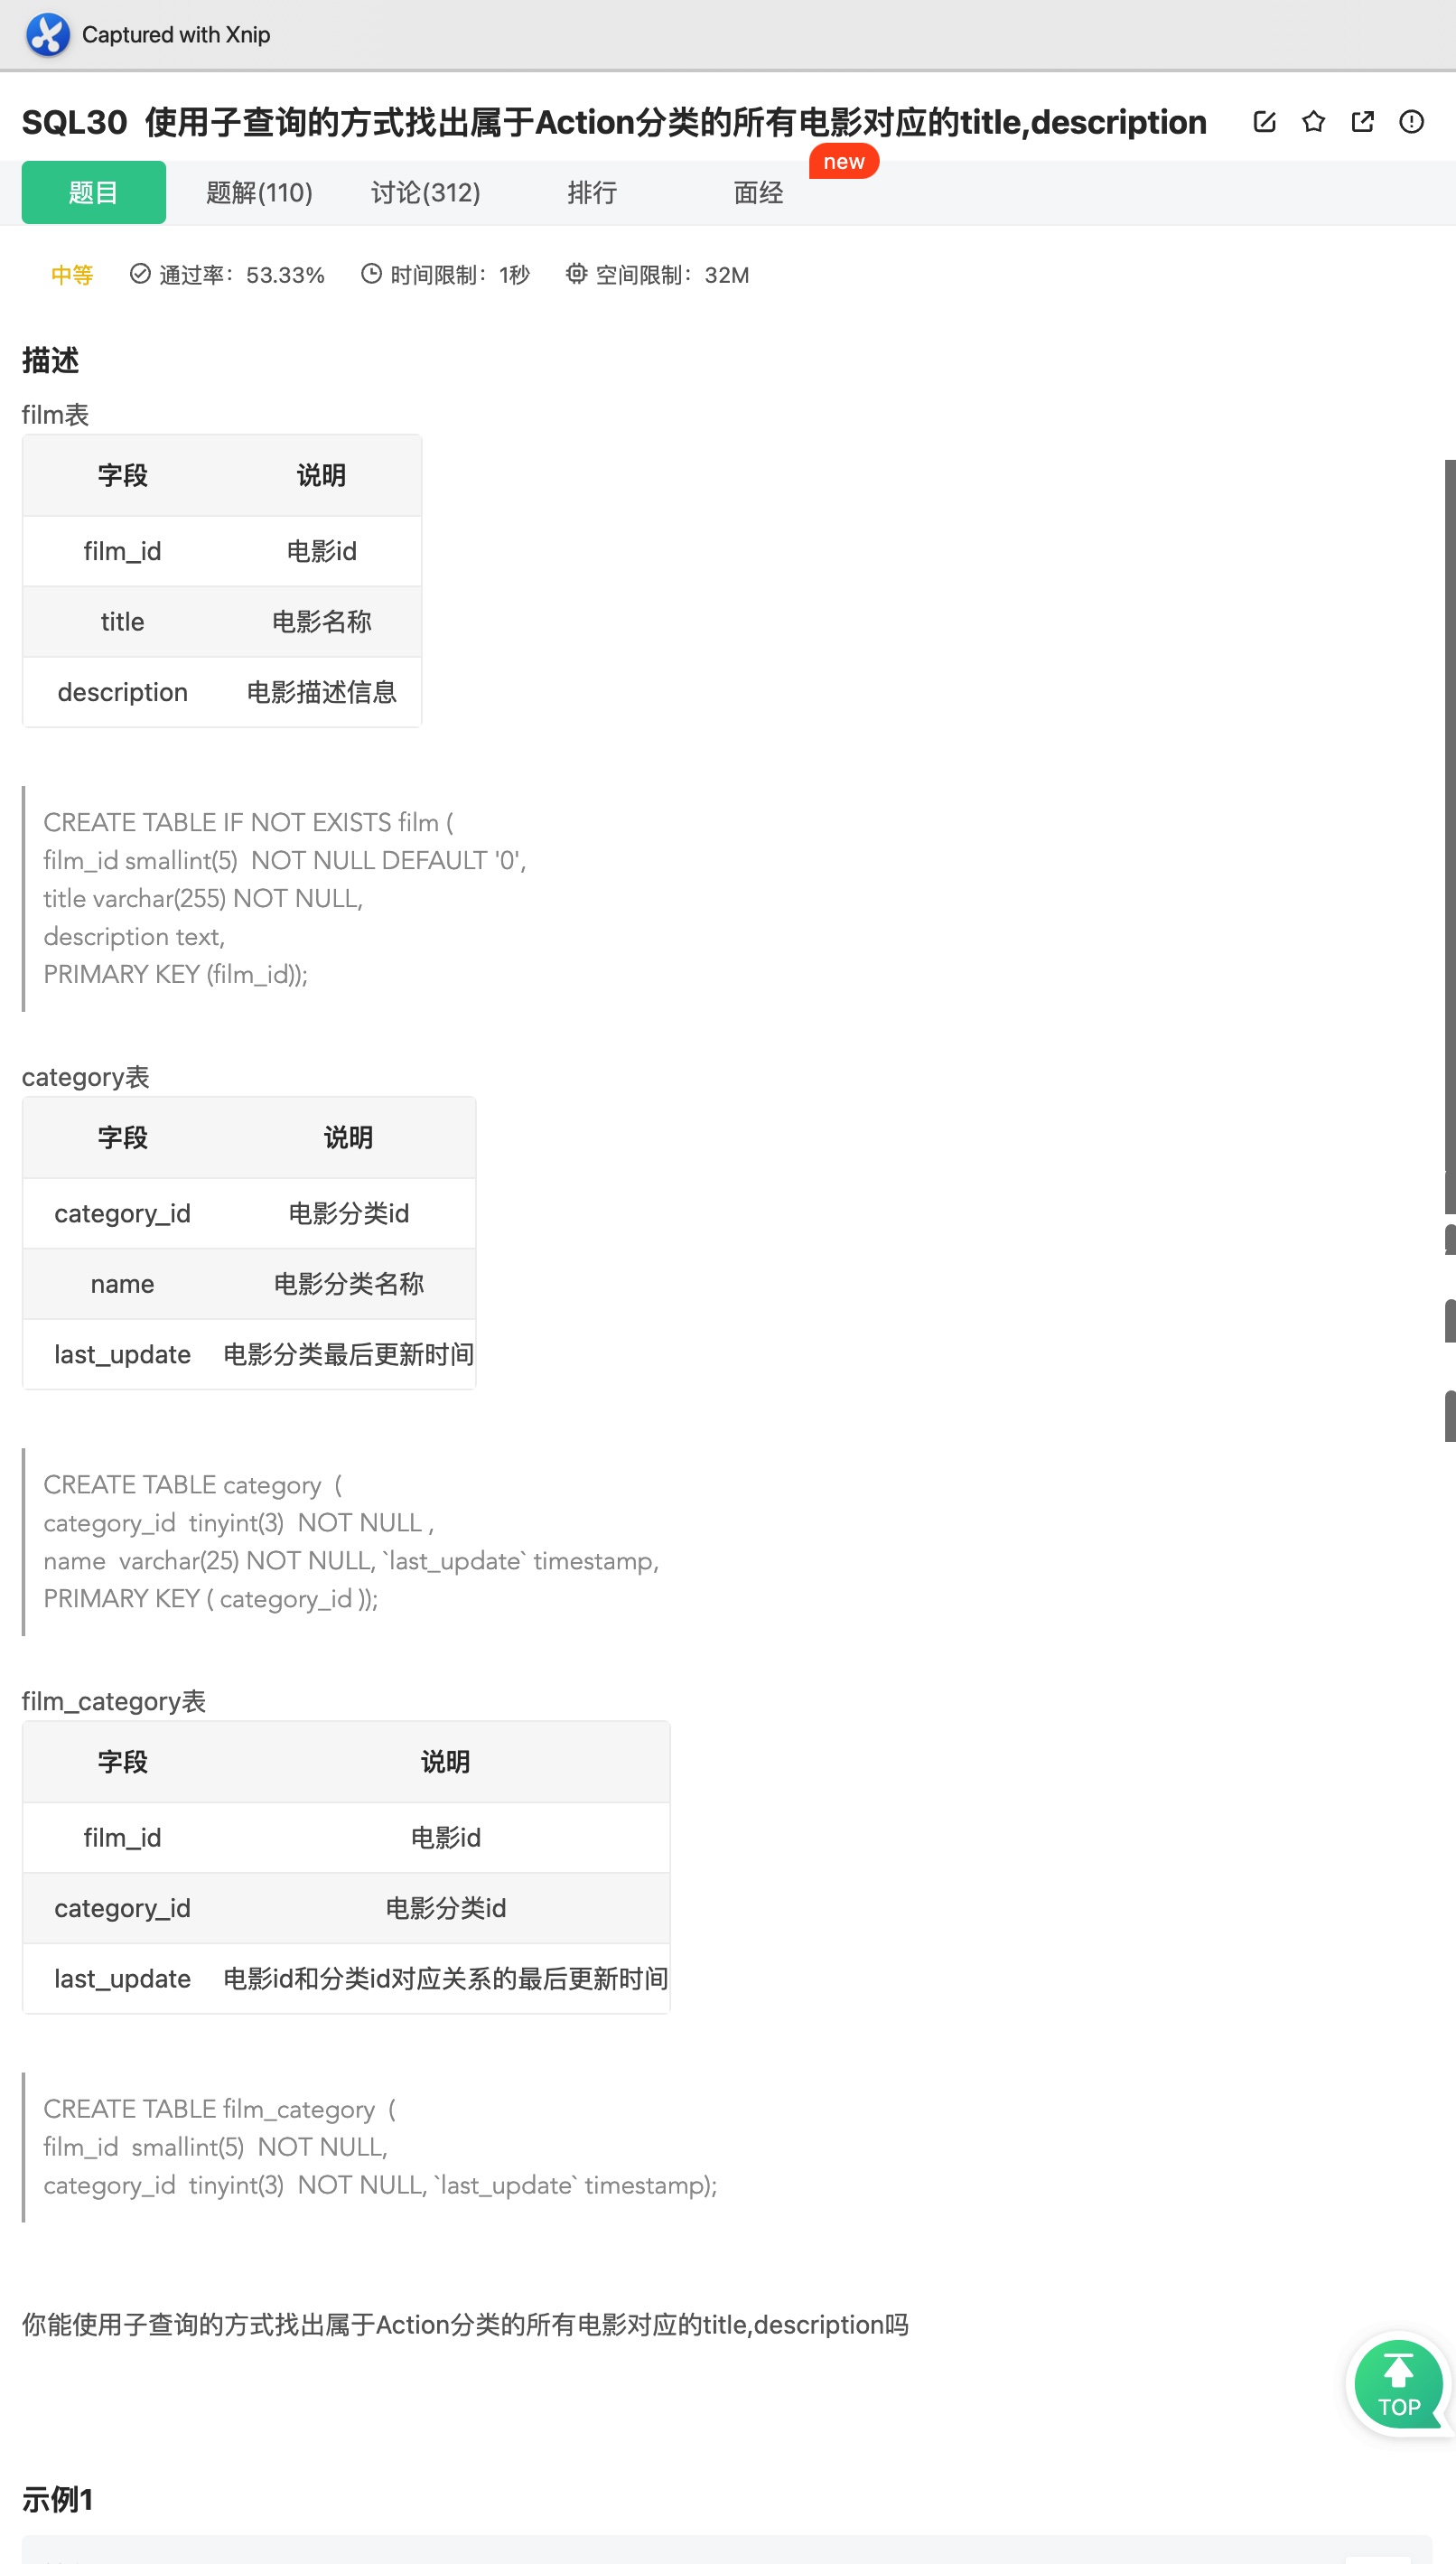 Captured with Xnip
SQL30 使用子查询的方式找出属于Action分类的所有电影对应的title,description
题目 题解(110) 讨论(312) 排行 面经 new
中等 通过率：53.33% 时间限制：1秒 空间限制：32M
描述
film表
字段 说明
film_id 电影id
title 电影名称
description 电影描述信息
CREATE TABLE IF NOT EXISTS film (
film_id smallint(5) NOT NULL DEFAULT '0',
title varchar(255) NOT NULL,
description text,
PRIMARY KEY (film_id));
category表
字段 说明
category_id 电影分类id
name 电影分类名称
last_update 电影分类最后更新时间
CREATE TABLE category (
category_id tinyint(3) NOT NULL ,
name varchar(25) NOT NULL, `last_update` timestamp,
PRIMARY KEY ( category_id ));
film_category表
字段 说明
film_id 电影id
category_id 电影分类id
last_update 电影id和分类id对应关系的最后更新时间
CREATE TABLE film_category (
film_id smallint(5) NOT NULL,
category_id tinyint(3) NOT NULL, `last_update` timestamp);
你能使用子查询的方式找出属于Action分类的所有电影对应的title,description吗
TOP
示例1